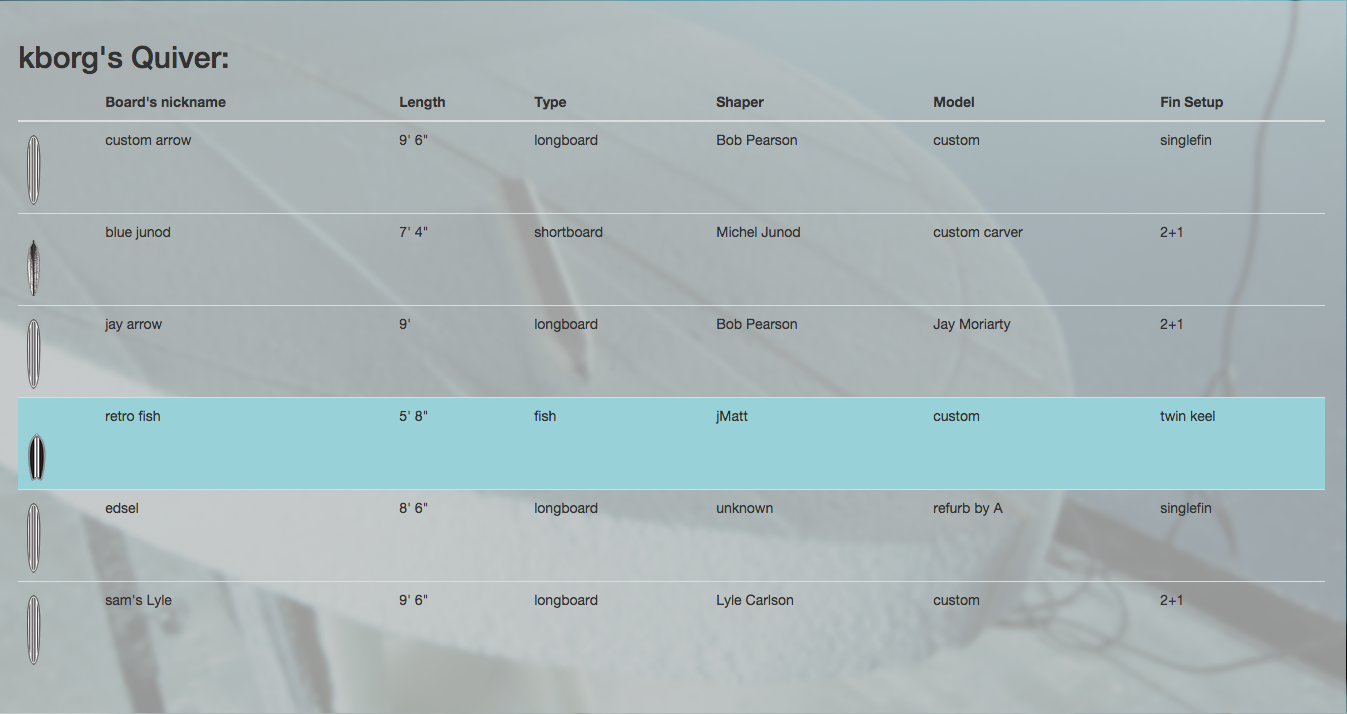 kborg's Quiver:
Board's nickname Length Type Shaper Model Fin Setup
custom arrow 9' 6" longboard Bob Pearson custom singlefin
blue junod 7' 4" shortboard Michel Junod custom carver 2+1
jay arrow 9' longboard Bob Pearson Jay Moriarty 2+1
retro fish 5' 8" fish jMatt custom twin keel
edsel 8' 6" longboard unknown refurb by A singlefin
sam's Lyle 9' 6" longboard Lyle Carlson custom 2+1